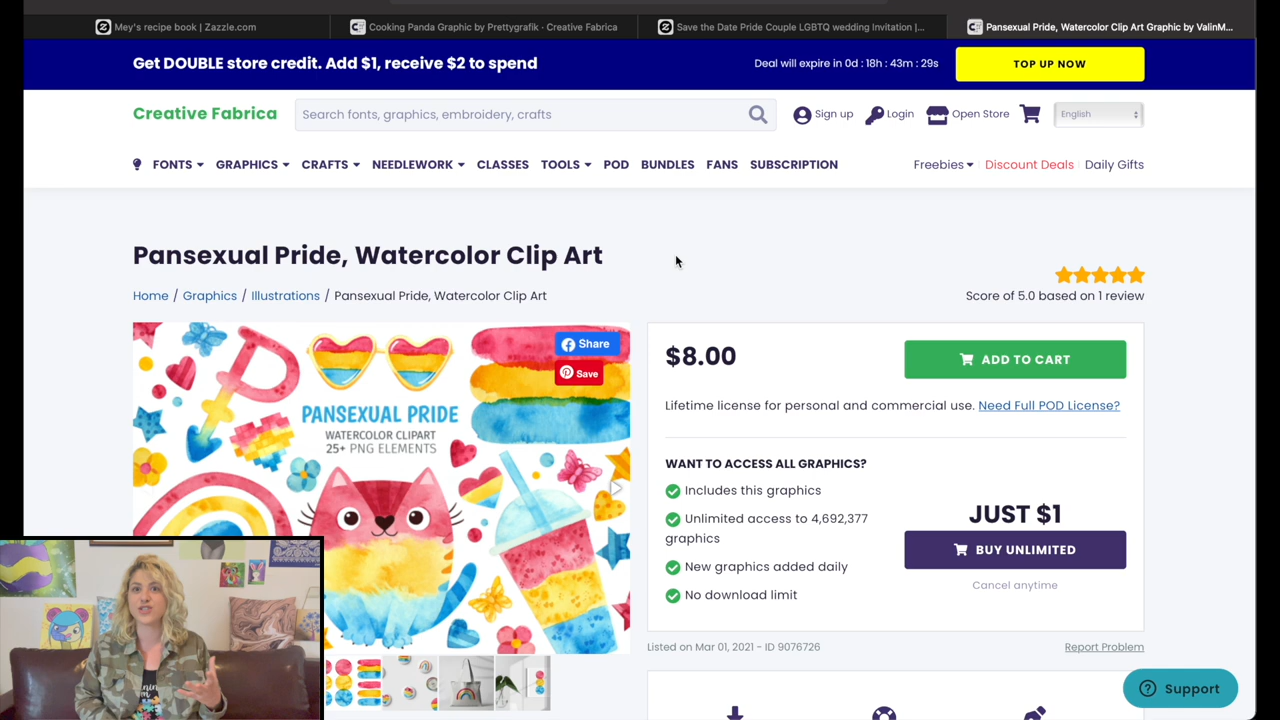 Mey's recipe book | Zazzle.com
Cooking Panda Graphic by Prettygrafik · Creative Fabrica
Save the Date Pride Couple LGBTQ wedding Invitation |...
Pansexual Pride, Watercolor Clip Art Graphic by ValinM...
Get DOUBLE store credit. Add $1, receive $2 to spend
Deal will expire in 0d : 18h : 43m : 29s
TOP UP NOW
Creative Fabrica
Search fonts, graphics, embroidery, crafts
Sign up
Login
Open Store
English
FONTS
GRAPHICS
CRAFTS
NEEDLEWORK
CLASSES
TOOLS
POD
BUNDLES
FANS
SUBSCRIPTION
Freebies
Discount Deals
Daily Gifts
Pansexual Pride, Watercolor Clip Art
Home / Graphics / Illustrations / Pansexual Pride, Watercolor Clip Art
Score of 5.0 based on 1 review
Share
Save
PANSEXUAL PRIDE
WATERCOLOR CLIPART
25+ PNG ELEMENTS
$8.00
ADD TO CART
Lifetime license for personal and commercial use. Need Full POD License?
WANT TO ACCESS ALL GRAPHICS?
Includes this graphics
Unlimited access to 4,692,377
graphics
New graphics added daily
No download limit
JUST $1
BUY UNLIMITED
Cancel anytime
Listed on Mar 01, 2021 - ID 9076726
Report Problem
Support